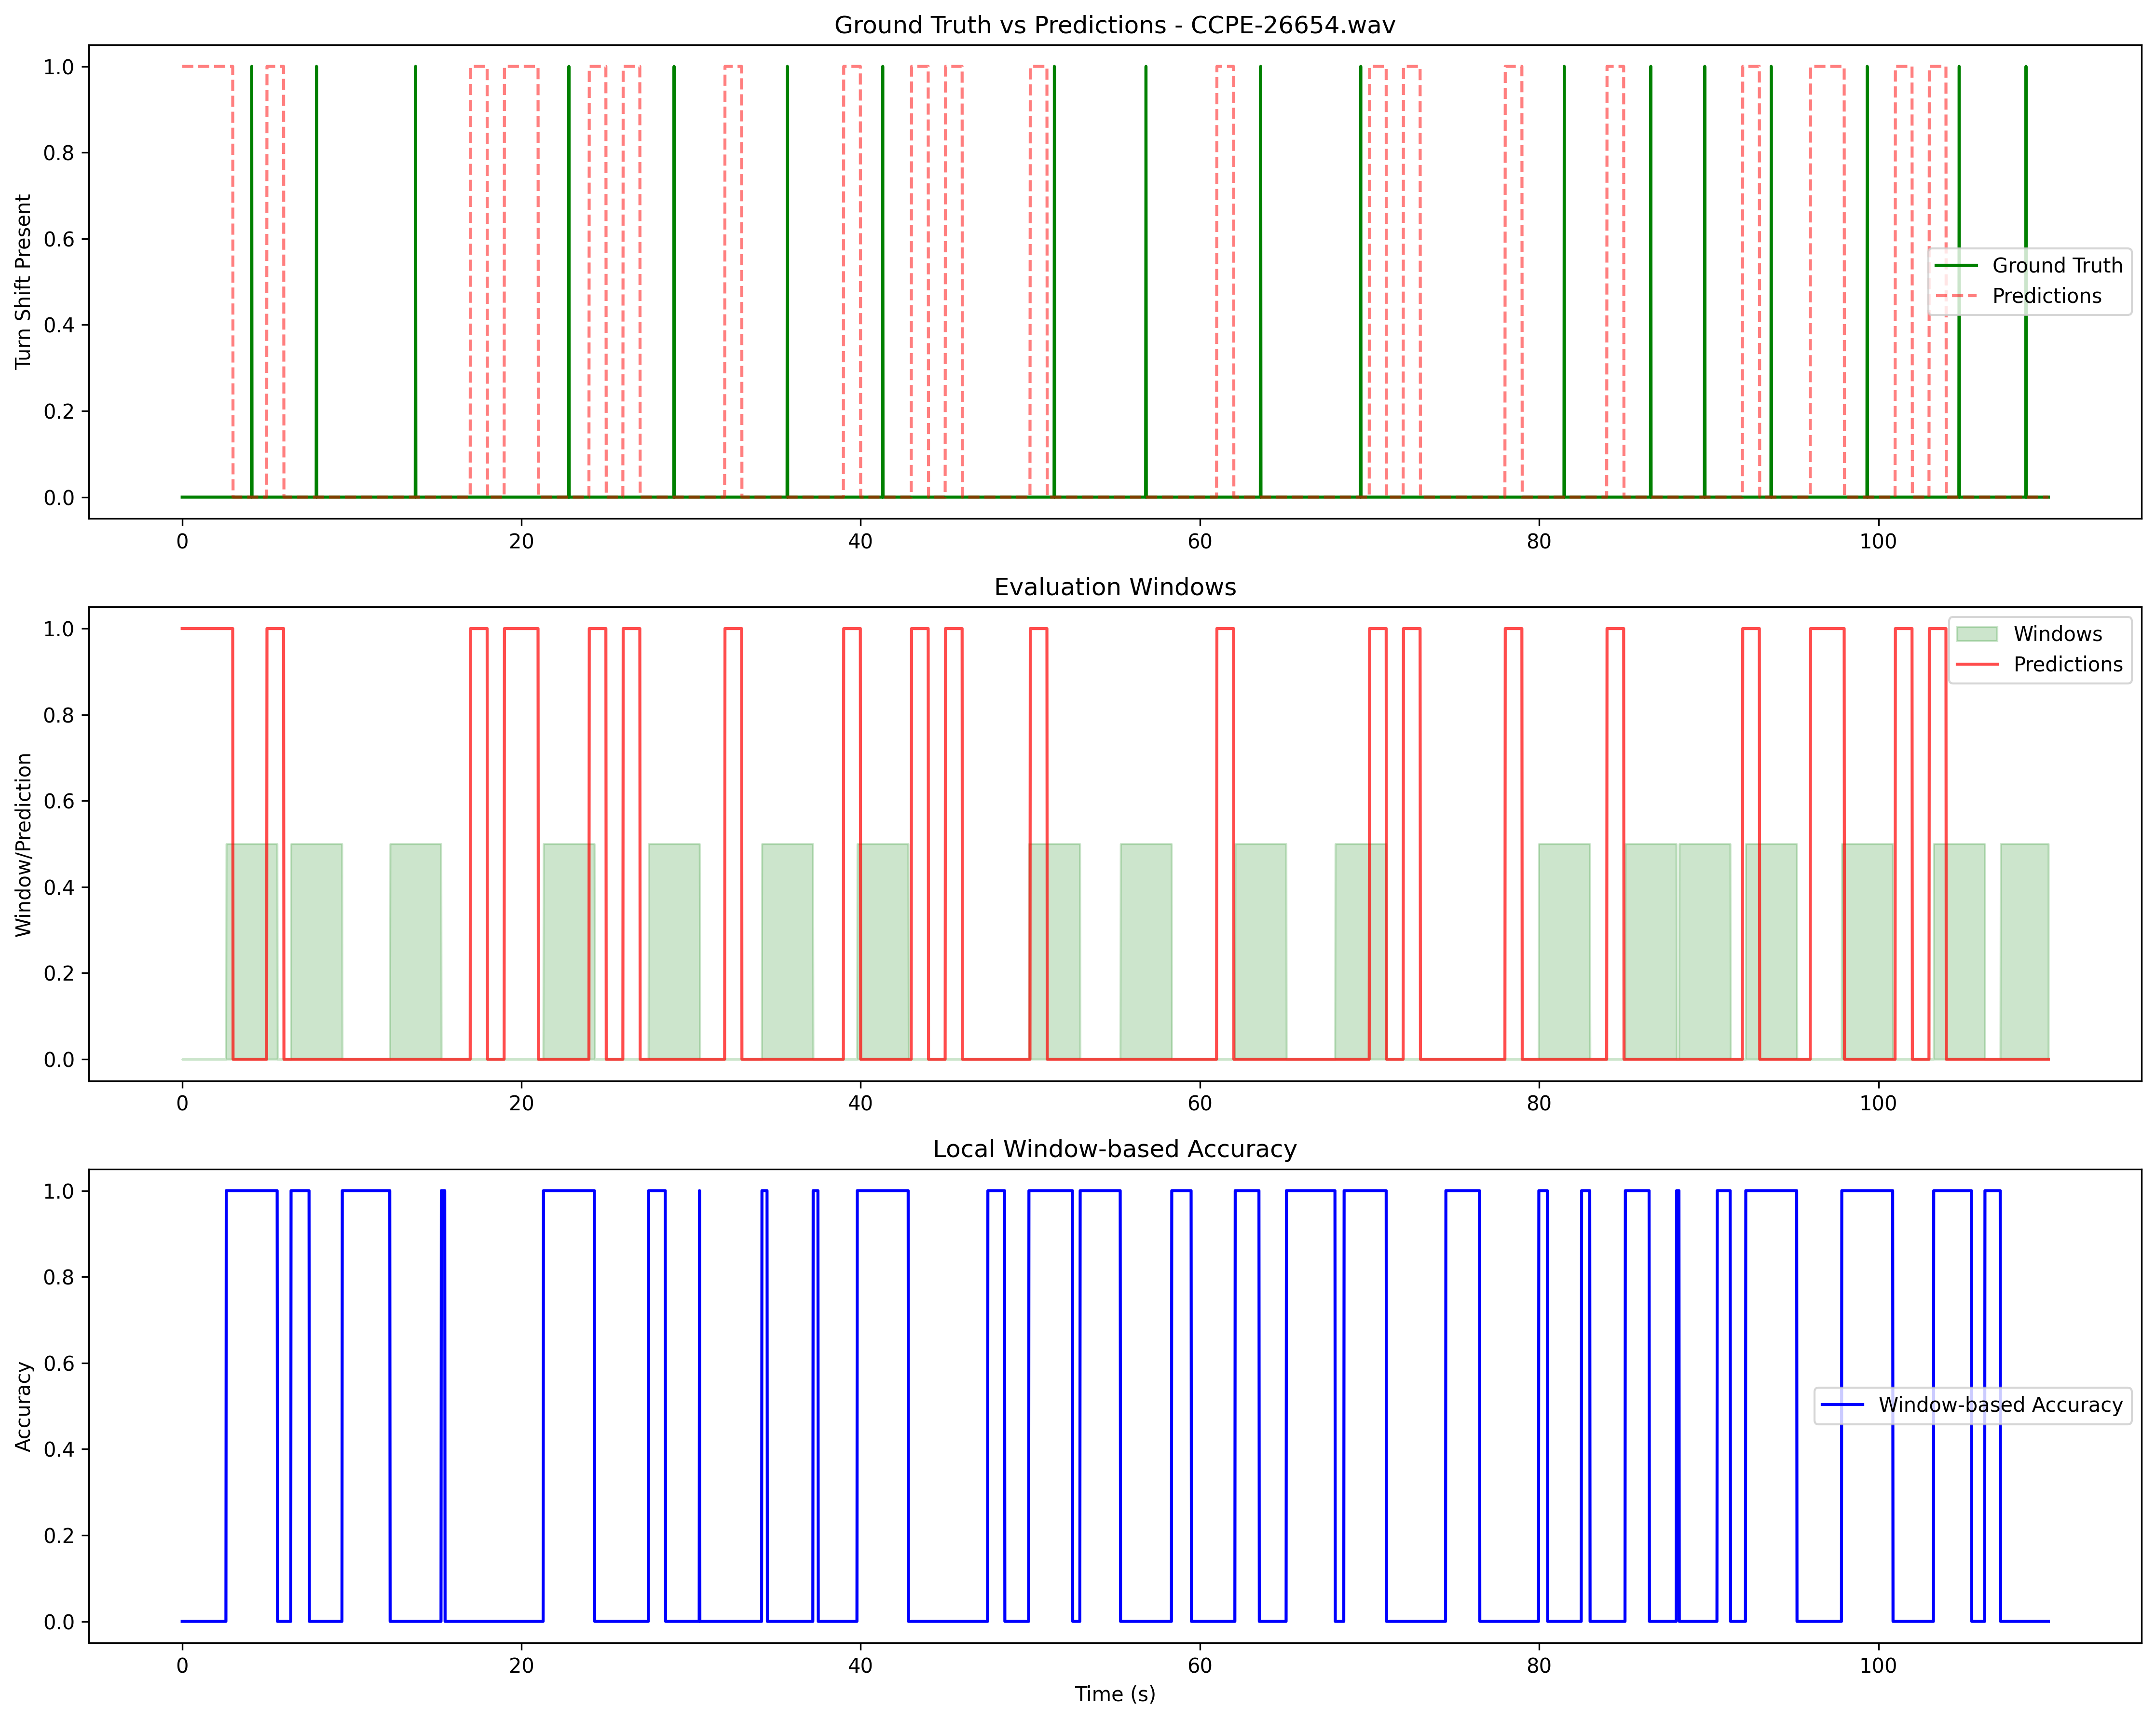 Ground Truth vs Predictions - CCPE-26654.wav
Turn Shift Present
1.0
0.8
0.6
0.4
0.2
0.0
Ground Truth
Predictions
0 20 40 60 80 100
Evaluation Windows
Window/Prediction
1.0
0.8
0.6
0.4
0.2
0.0
Windows
Predictions
0 20 40 60 80 100
Local Window-based Accuracy
Accuracy
1.0
0.8
0.6
0.4
0.2
0.0
Window-based Accuracy
0 20 40 60 80 100
Time (s)